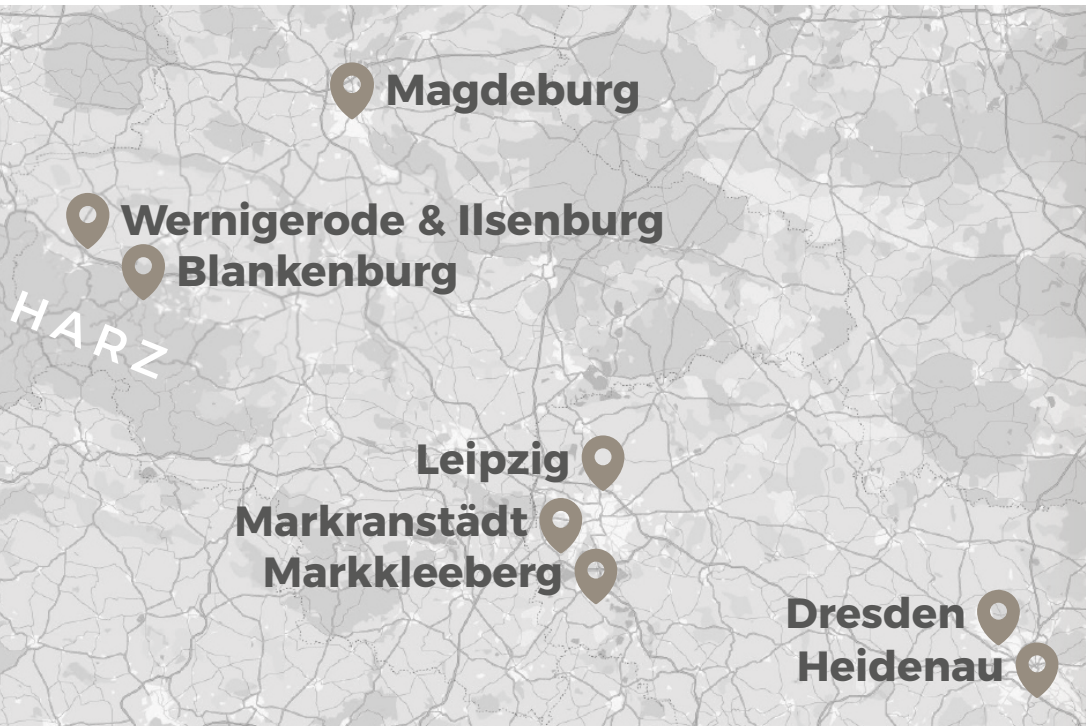 Magdeburg
Wernigerode & Ilsenburg
Blankenburg
HARZ
Leipzig
Markranstädt
Markkleeberg
Dresden
Heidenau